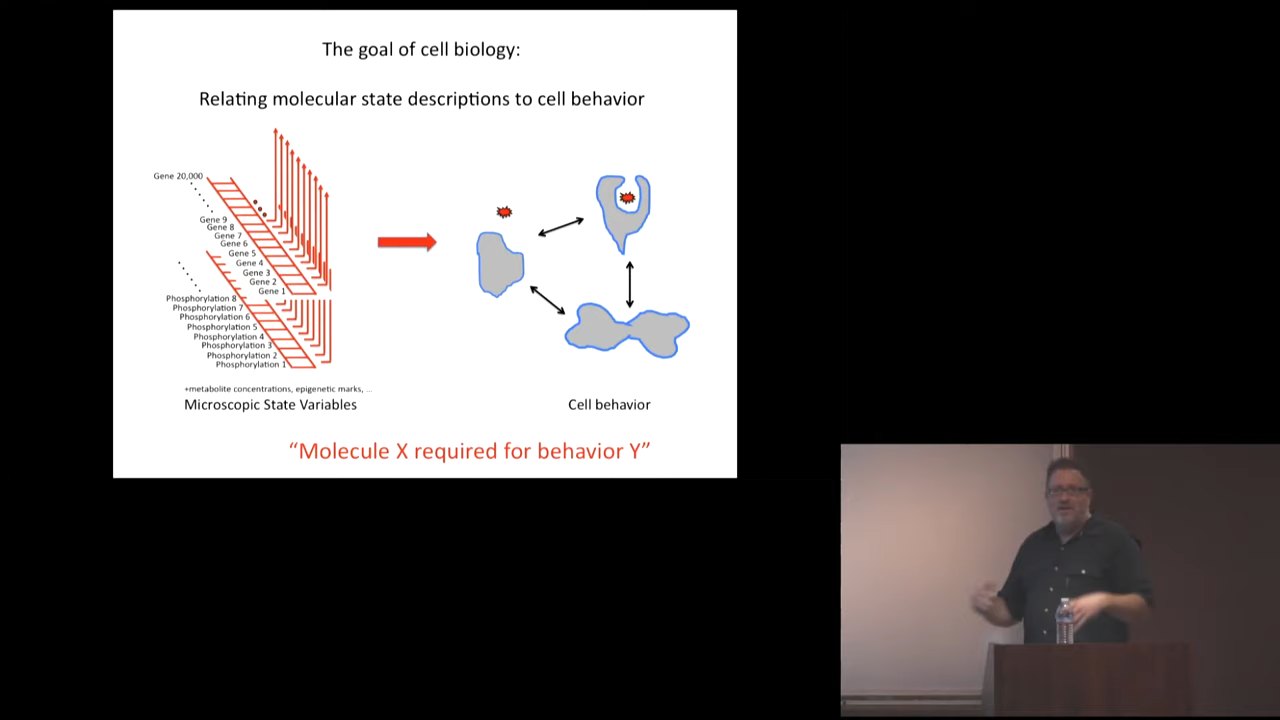 The goal of cell biology:
Relating molecular state descriptions to cell behavior
Gene 20,000
Gene 9
Gene 8
Gene 7
Gene 6
Gene 5
Gene 4
Gene 3
Gene 2
Gene 1
Phosphorylation 8
Phosphorylation 7
Phosphorylation 6
Phosphorylation 5
Phosphorylation 4
Phosphorylation 3
Phosphorylation 2
Phosphorylation 1
+metabolite concentrations, epigenetic marks, ...
Microscopic State Variables
Cell behavior
“Molecule X required for behavior Y”